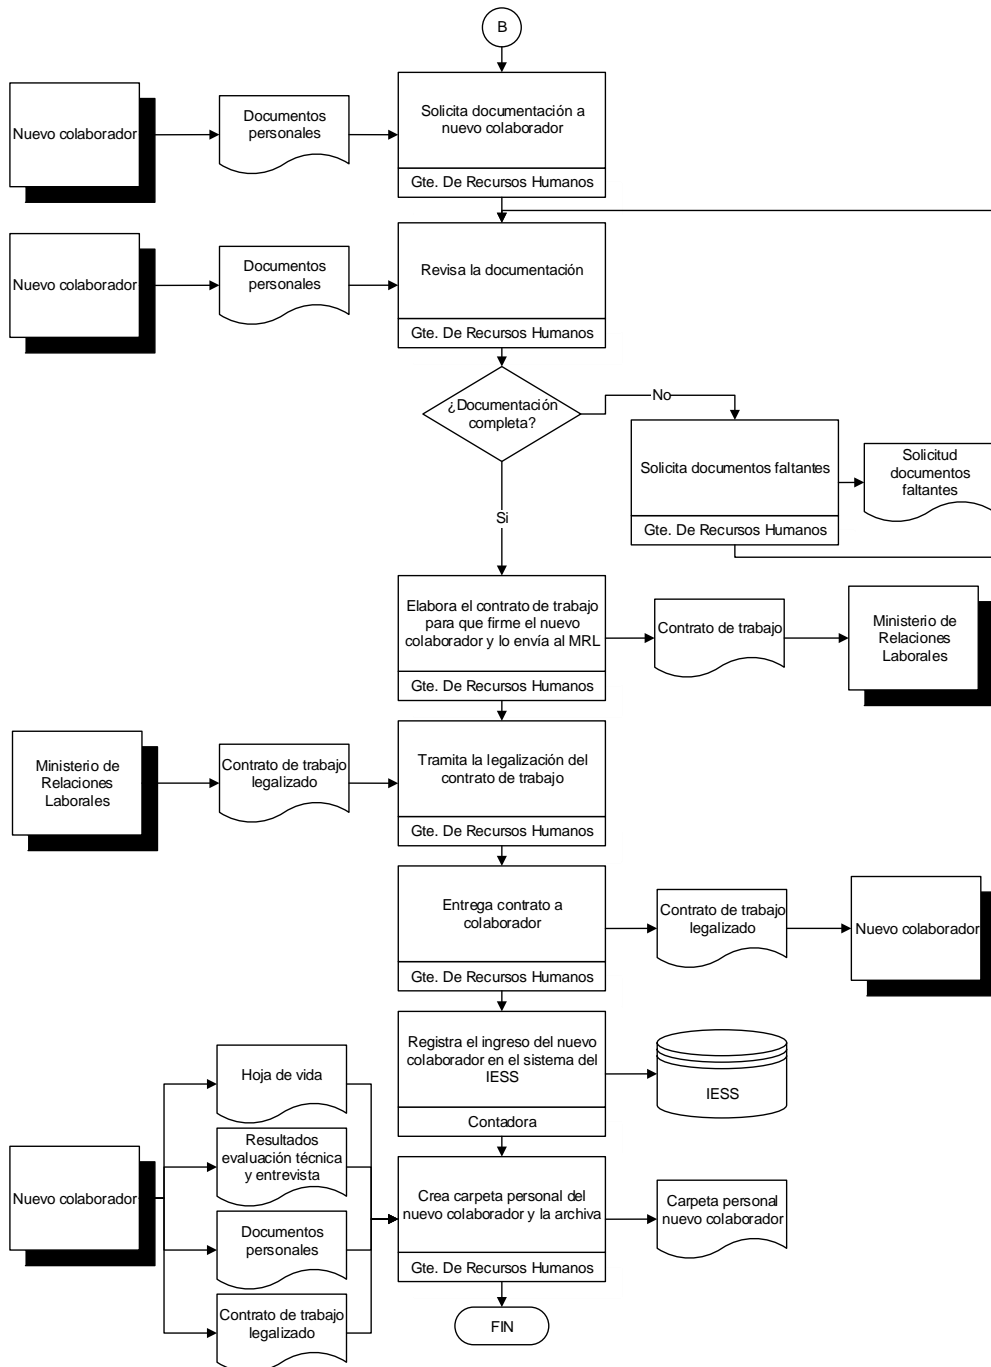 B
Nuevo colaborador
Documentos
personales
Solicita documentación a
nuevo colaborador
Gte. De Recursos Humanos
Nuevo colaborador
Documentos
personales
Revisa la documentación
Gte. De Recursos Humanos
¿Documentación
completa?
No
Solicita documentos faltantes
Gte. De Recursos Humanos
Solicitud
documentos
faltantes
Si
Elabora el contrato de trabajo
para que firme el nuevo
colaborador y lo envía al MRL
Gte. De Recursos Humanos
Contrato de trabajo
Ministerio de
Relaciones
Laborales
Ministerio de
Relaciones
Laborales
Contrato de trabajo
legalizado
Tramita la legalización del
contrato de trabajo
Gte. De Recursos Humanos
Entrega contrato a
colaborador
Gte. De Recursos Humanos
Contrato de trabajo
legalizado
Nuevo colaborador
Registra el ingreso del nuevo
colaborador en el sistema del
IESS
Contadora
IESS
Nuevo colaborador
Hoja de vida
Resultados
evaluación técnica
y entrevista
Documentos
personales
Contrato de trabajo
legalizado
Crea carpeta personal del
nuevo colaborador y la archiva
Gte. De Recursos Humanos
Carpeta personal
nuevo colaborador
FIN